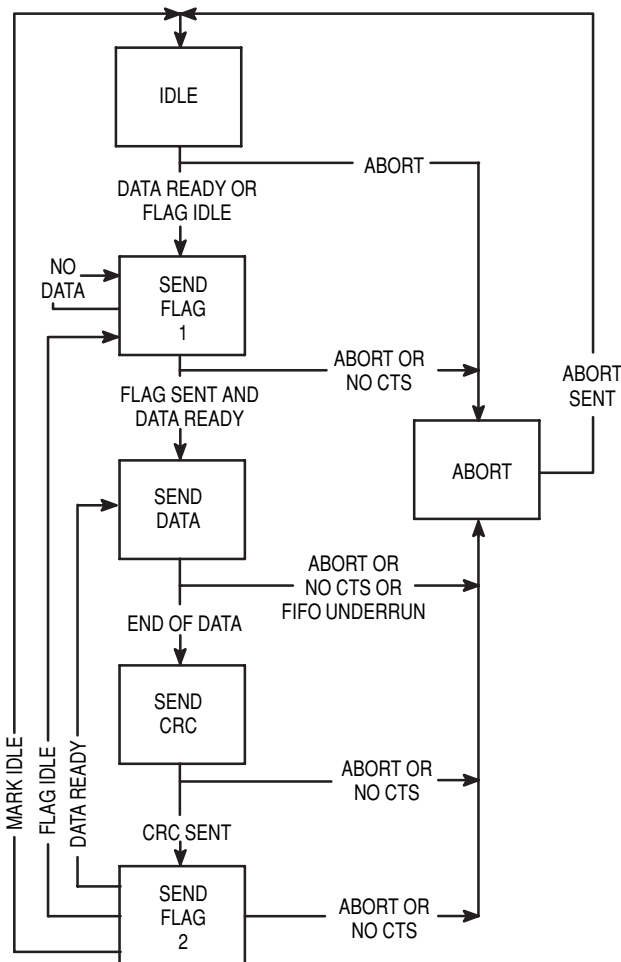 IDLE
ABORT
DATA READY OR
FLAG IDLE
NO
DATA
SEND
FLAG
1
ABORT OR
NO CTS
ABORT
SENT
FLAG SENT AND
DATA READY
ABORT
SEND
DATA
ABORT OR
NO CTS OR
FIFO UNDERRUN
END OF DATA
SEND
CRC
MARK IDLE
FLAG IDLE
DATA READY
ABORT OR
NO CTS
CRC SENT
SEND
FLAG
2
ABORT OR
NO CTS